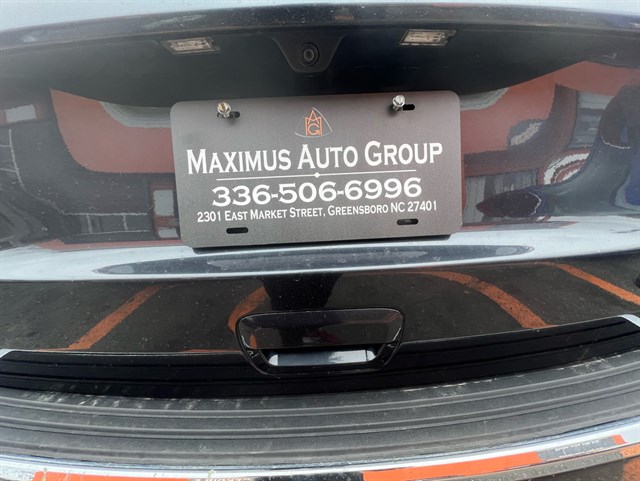 MAXIMUS AUTO GROUP
336-506-6996
2301 EAST MARKET STREET, GREENSBORO NC 27401